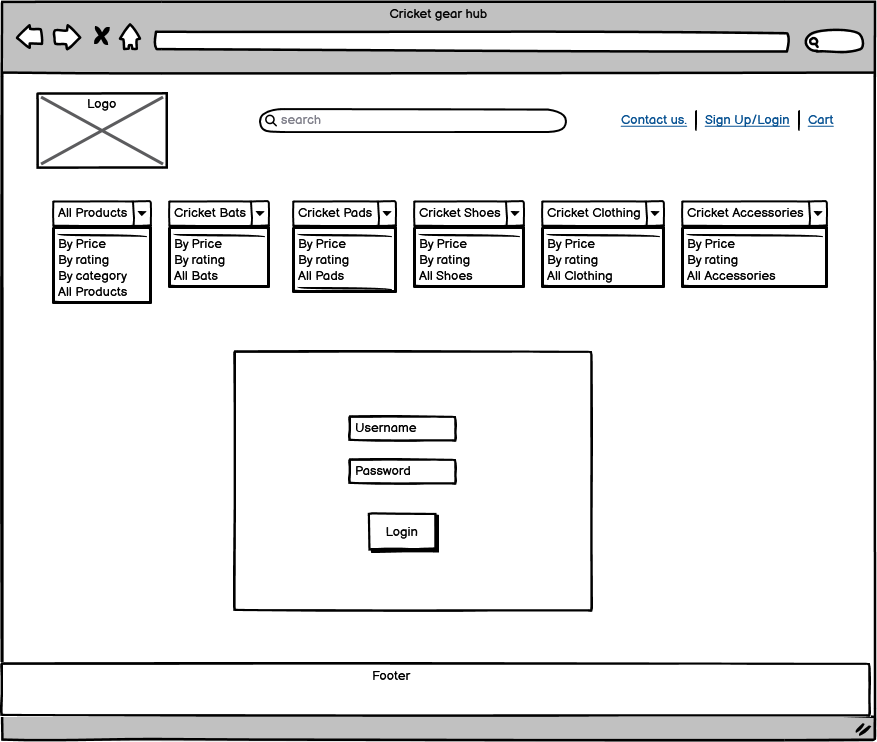 Cricket gear hub
Logo
search
Contact us.
Sign Up/Login
Cart
All Products
By Price
By rating
By category
All Products
Cricket Bats
By Price
By rating
All Bats
Cricket Pads
By Price
By rating
All Pads
Cricket Shoes
By Price
By rating
All Shoes
Cricket Clothing
By Price
By rating
All Clothing
Cricket Accessories
By Price
By rating
All Accessories
Username
Password
Login
Footer